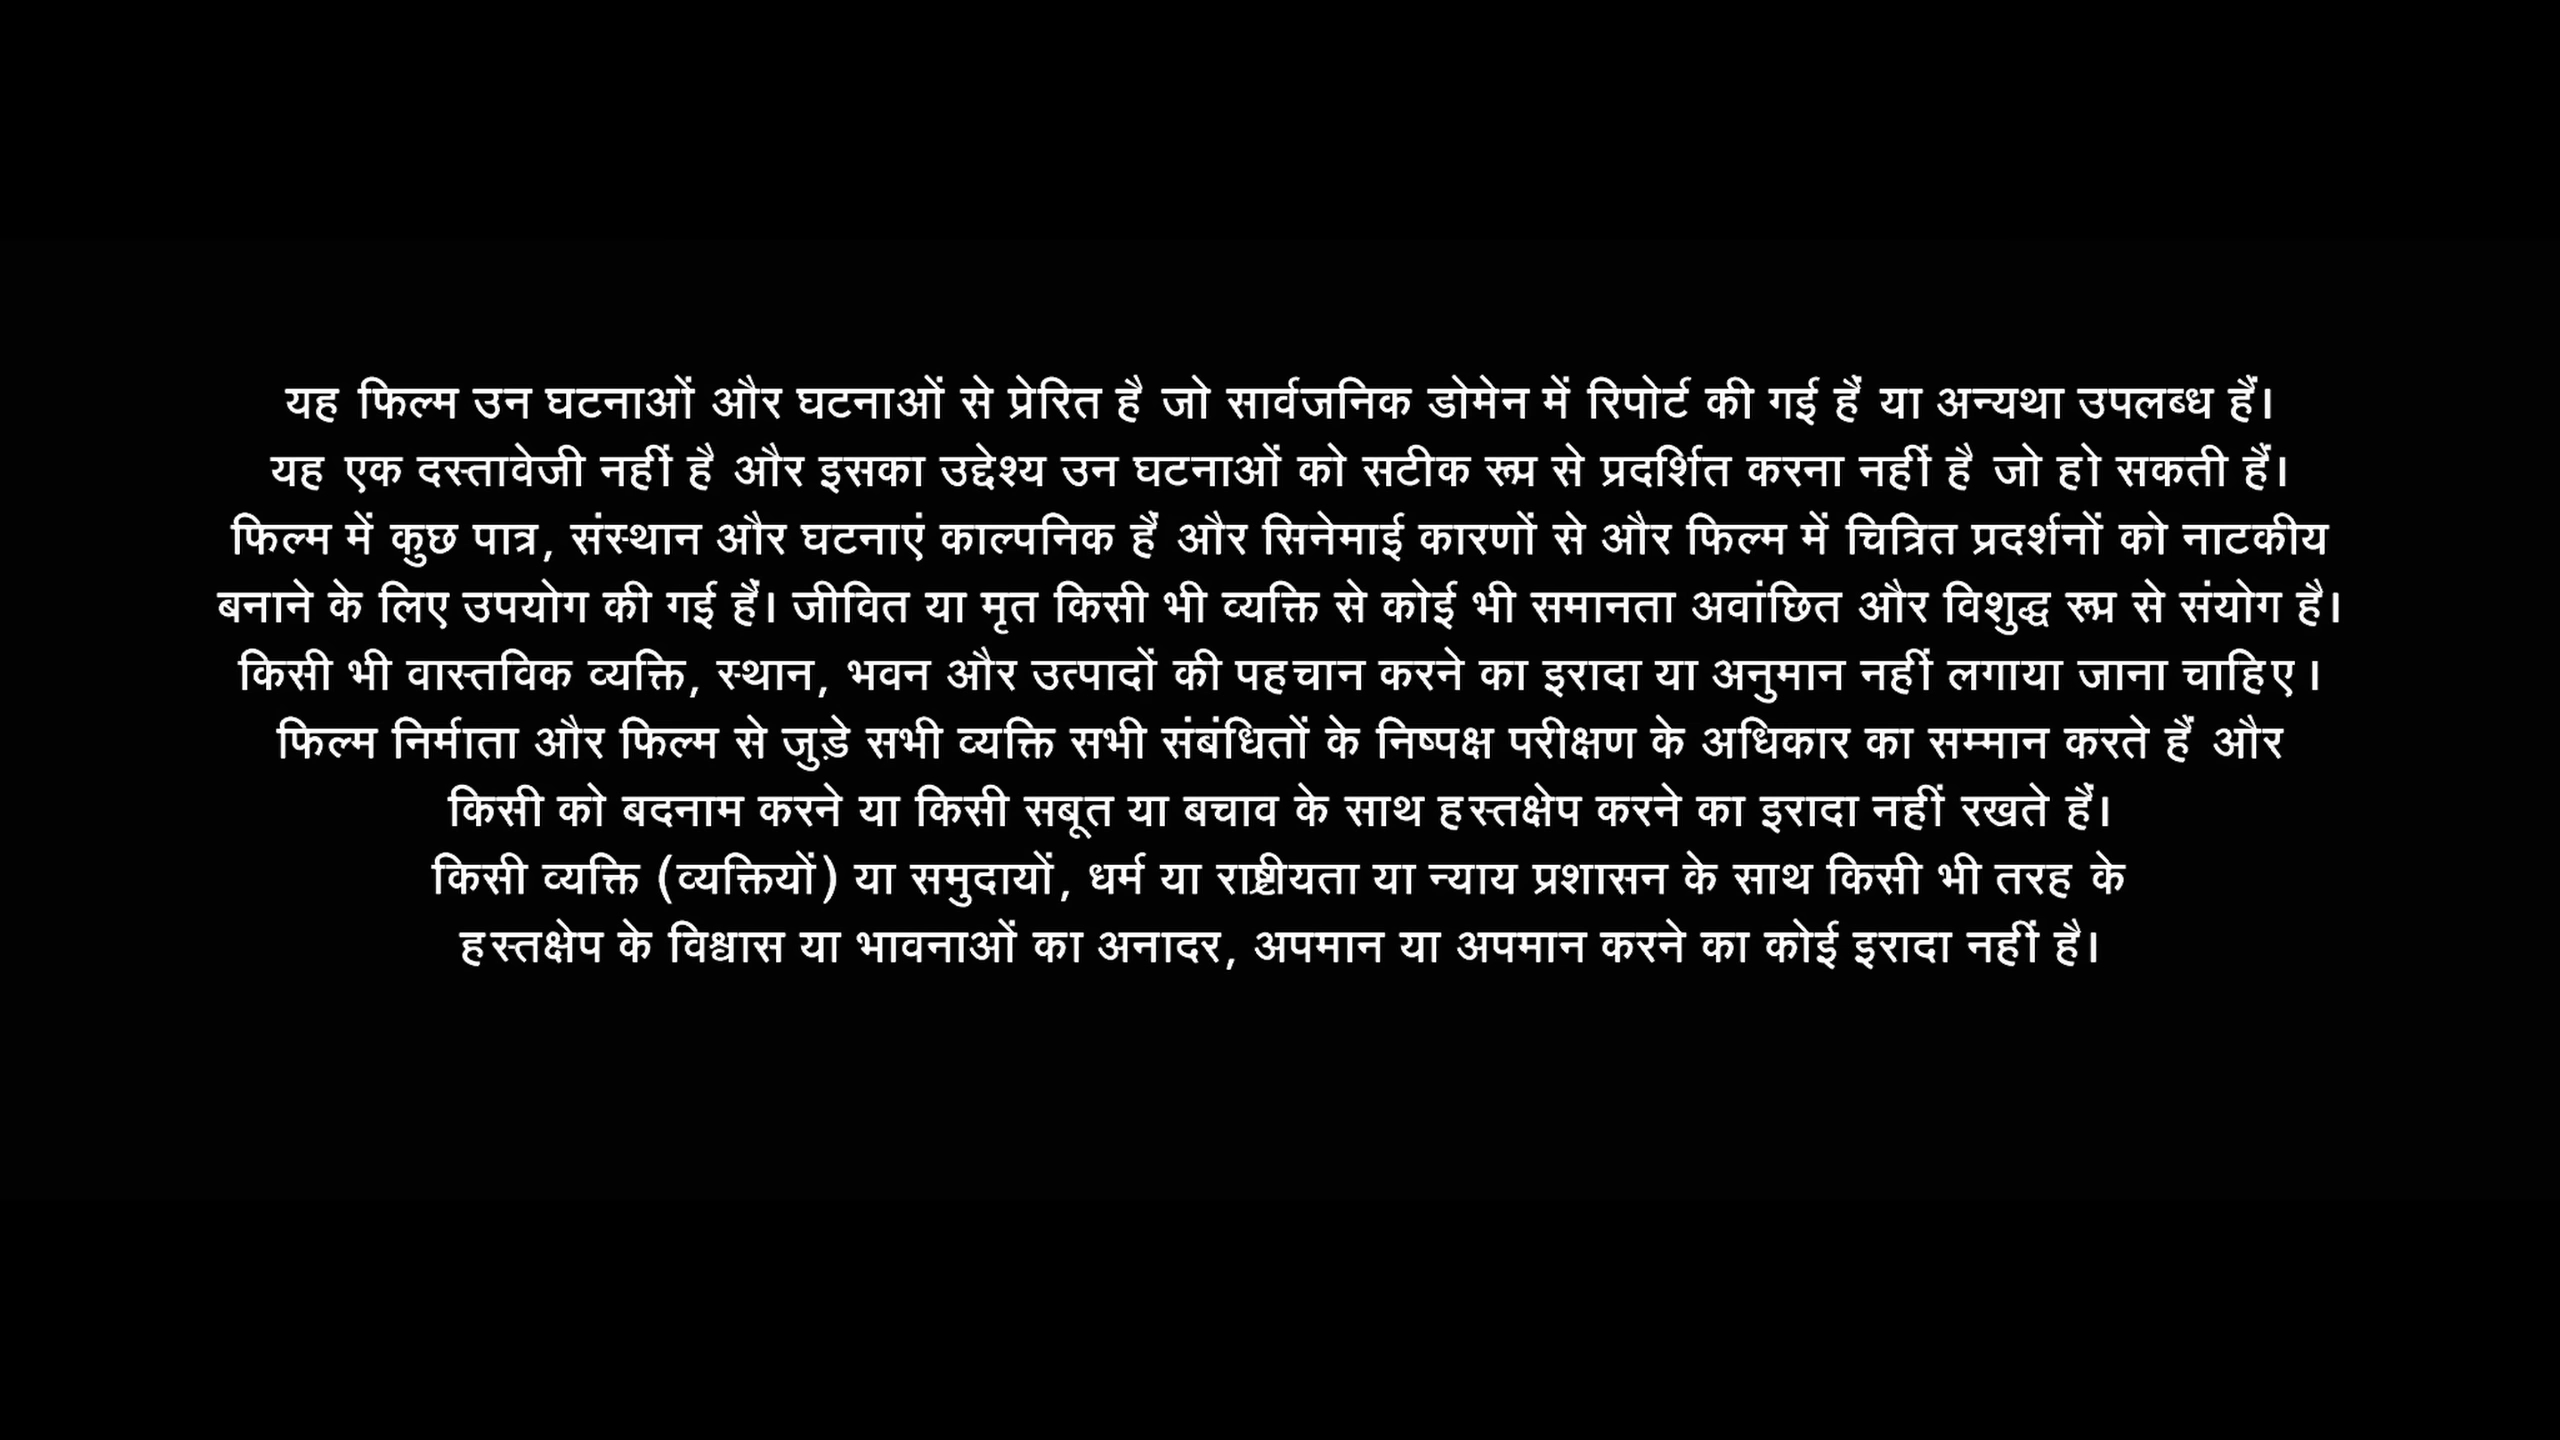 यह फिल्म उन घटनाओं और घटनाओं से प्रेरित है जो सार्वजनिक डोमेन में रिपोर्ट की गई हैं या अन्यथा उपलब्ध हैं।
यह एक दस्तावेजी नहीं है और इसका उद्देश्य उन घटनाओं को सटीक रूप से प्रदर्शित करना नहीं है जो हो सकती हैं।
फिल्म में कुछ पात्र, संस्थान और घटनाएं काल्पनिक हैं और सिनेमाई कारणों से और फिल्म में चित्रित प्रदर्शनों को नाटकीय
बनाने के लिए उपयोग की गई हैं। जीवित या मृत किसी भी व्यक्ति से कोई भी समानता अवांछित और विशुद्ध रूप से संयोग है।
किसी भी वास्तविक व्यक्ति, स्थान, भवन और उत्पादों की पहचान करने का इरादा या अनुमान नहीं लगाया जाना चाहिए।
फिल्म निर्माता और फिल्म से जुड़े सभी व्यक्ति सभी संबंधितों के निष्पक्ष परीक्षण के अधिकार का सम्मान करते हैं और
किसी को बदनाम करने या किसी सबूत या बचाव के साथ हस्तक्षेप करने का इरादा नहीं रखते हैं।
किसी व्यक्ति (व्यक्तियों) या समुदायों, धर्म या राष्ट्रीयता या न्याय प्रशासन के साथ किसी भी तरह के
हस्तक्षेप के विश्वास या भावनाओं का अनादर, अपमान या अपमान करने का कोई इरादा नहीं है।